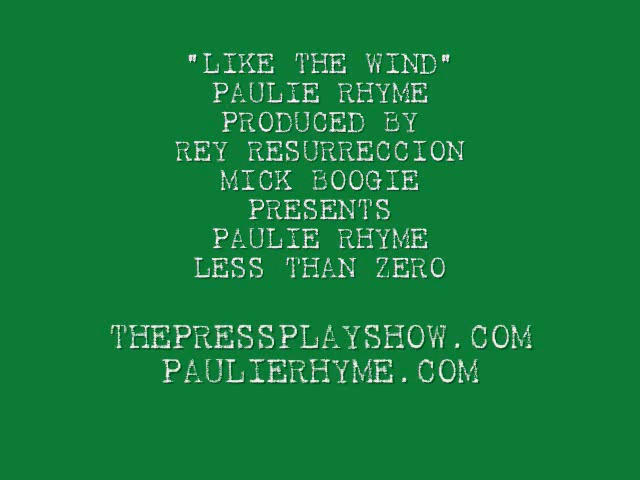 "LIKE THE WIND"
PAULIE RHYME
PRODUCED BY
REY RESURRECCION
MICK BOOGIE
PRESENTS
PAULIE RHYME
LESS THAN ZERO
THEPRESSPLAYSHOW.COM
PAULIERHYME.COM